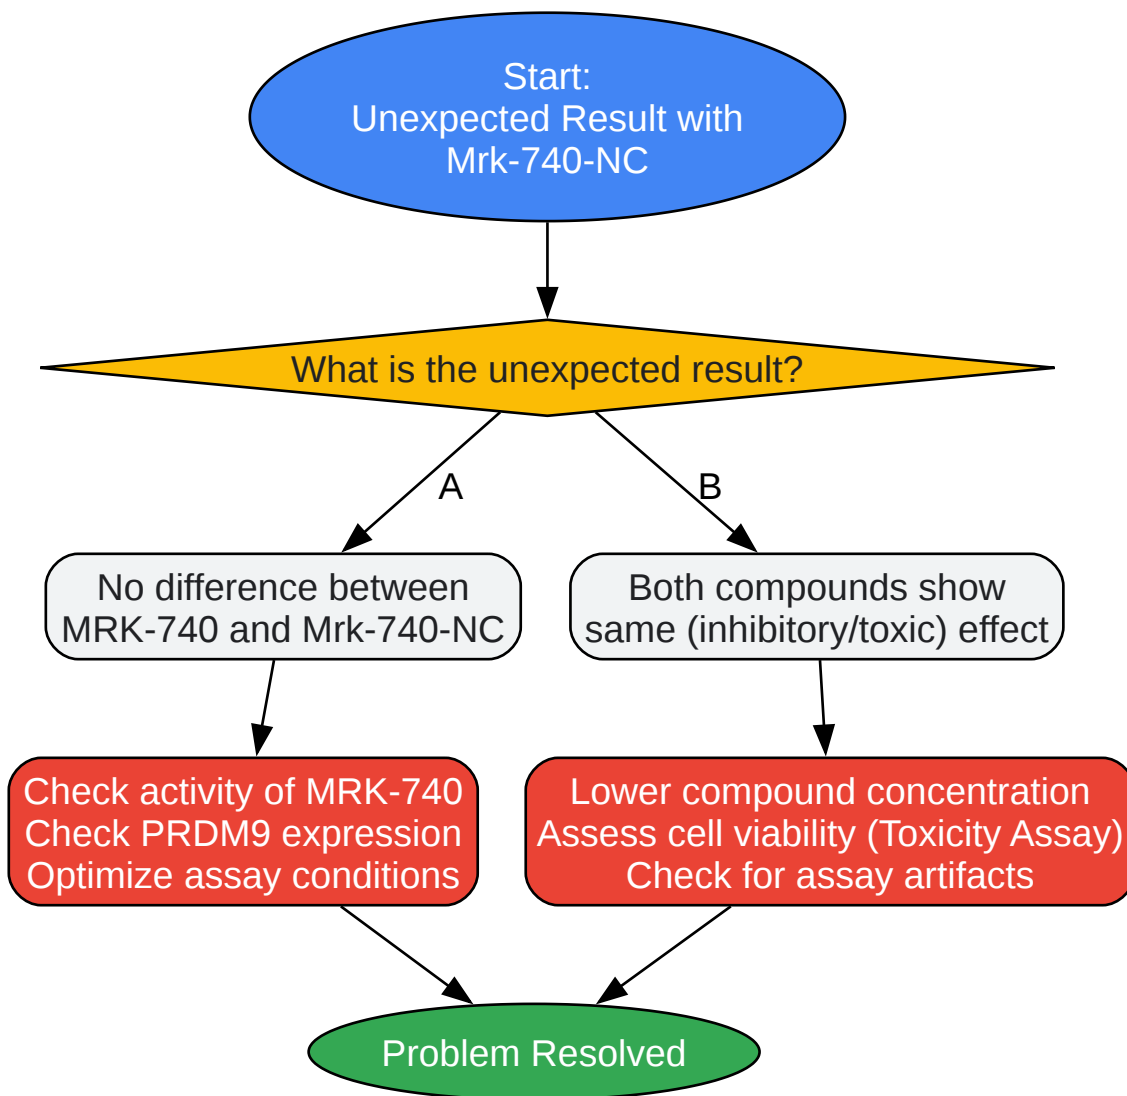 Start:
Unexpected Result with
Mrk-740-NC
What is the unexpected result?
A
B
No difference between
MRK-740 and Mrk-740-NC
Both compounds show
same (inhibitory/toxic) effect
Check activity of MRK-740
Check PRDM9 expression
Optimize assay conditions
Lower compound concentration
Assess cell viability (Toxicity Assay)
Check for assay artifacts
Problem Resolved